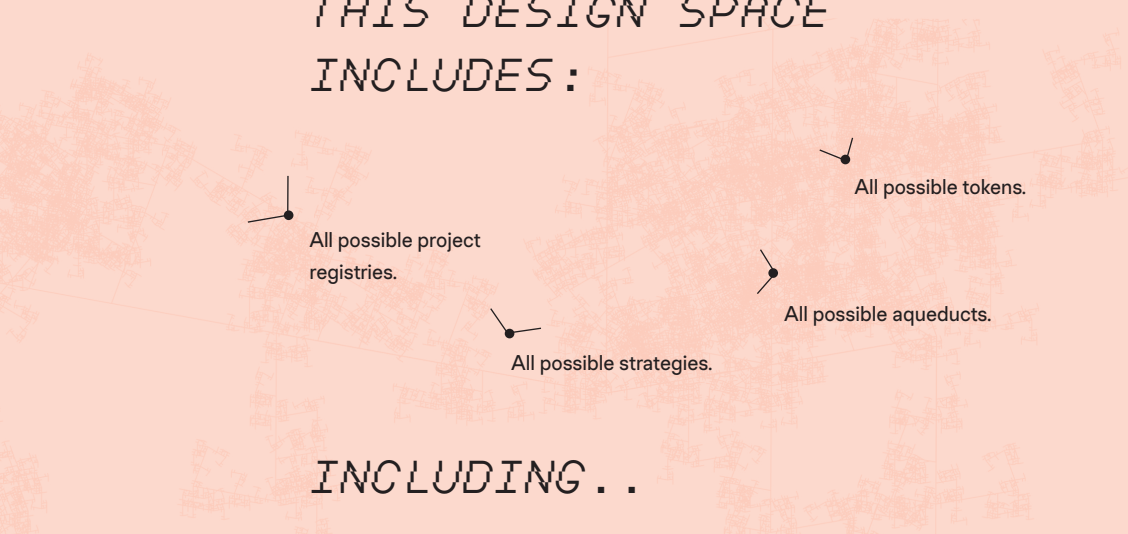 THIS DESIGN SPACE
INCLUDES:
All possible tokens.
All possible project
registries.
All possible aqueducts.
All possible strategies.
INCLUDING..